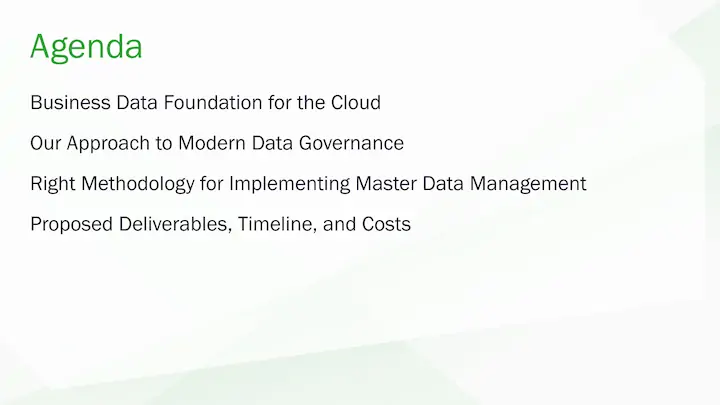 Agenda
Business Data Foundation for the Cloud
Our Approach to Modern Data Governance
Right Methodology for Implementing Master Data Management
Proposed Deliverables, Timeline, and Costs